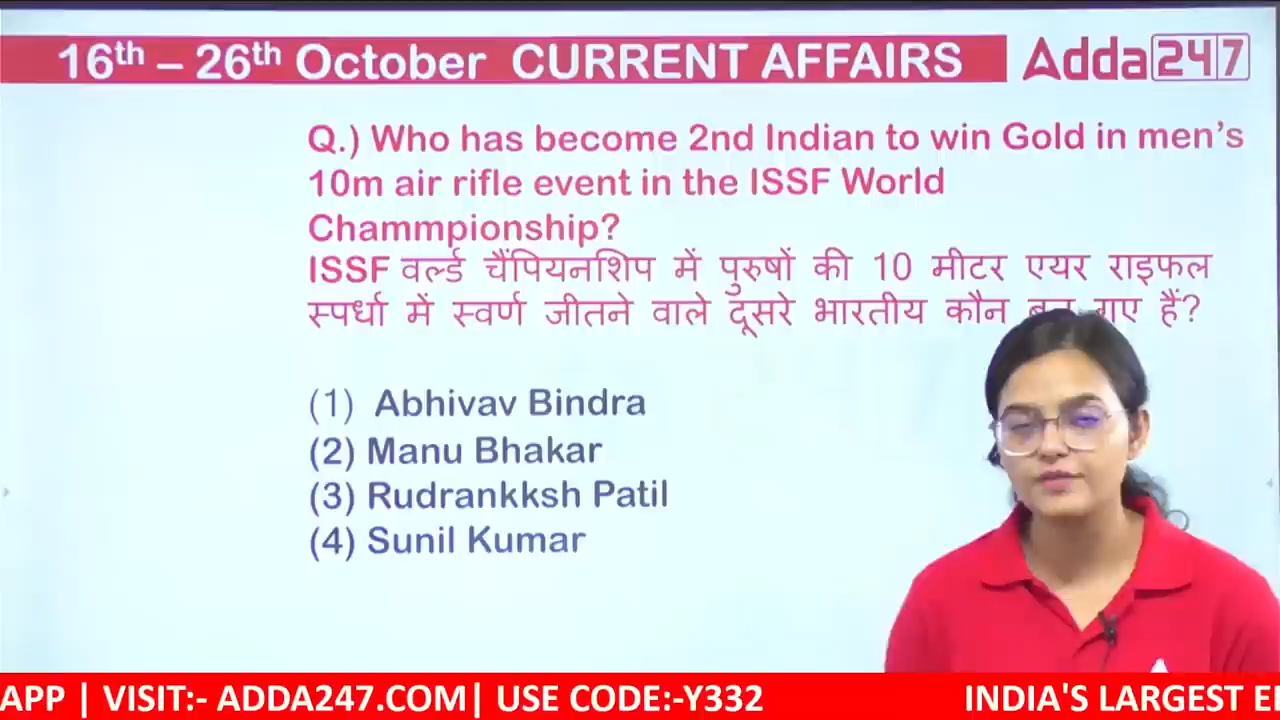 16th – 26th October CURRENT AFFAIRS
Adda247
Q.) Who has become 2nd Indian to win Gold in men's
10m air rifle event in the ISSF World
Chammpionship?
ISSF वर्ल्ड चैंपियनशिप में पुरुषों की 10 मीटर एयर राइफल
स्पर्धा में स्वर्ण जीतने वाले दूसरे भारतीय कौन गए हैं?
(1) Abhivav Bindra
(2) Manu Bhakar
(3) Rudrankksh Patil
(4) Sunil Kumar
APP | VISIT:- ADDA247.COM| USE CODE:-Y332
INDIA'S LARGEST